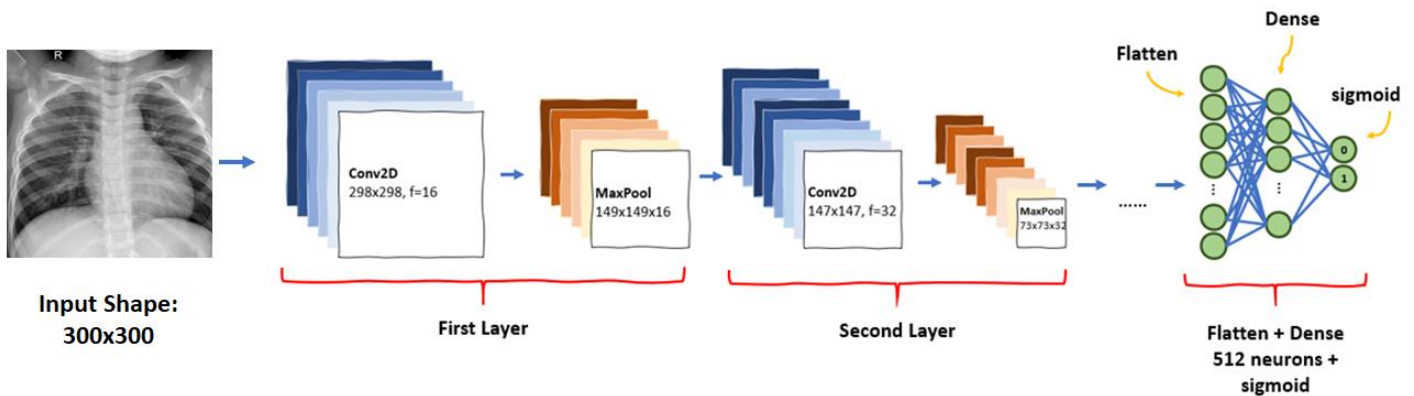 R
Input Shape:
300x300
Conv2D
298x298, f=16
MaxPool
149x149x16
First Layer
Conv2D
147x147, f=32
MaxPool
73x73x32
Second Layer
......
Flatten
Dense
sigmoid
0
1
Flatten + Dense
512 neurons +
sigmoid